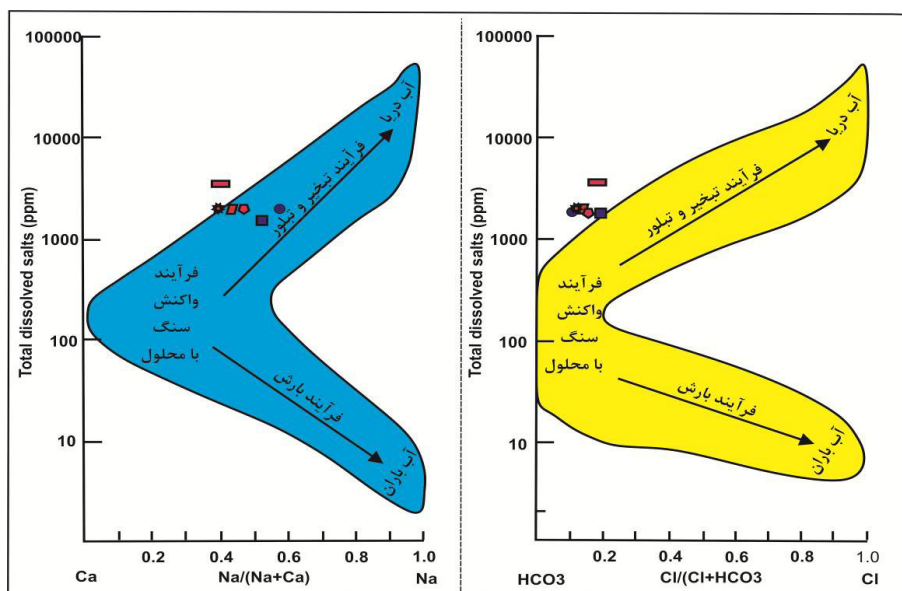 100000
10000
1000
100
10
Total dissolved salts (ppm)
آب دریا
فرآیند تبخیر و تبلور
فرآیند
واکنش
سنگ
با محلول
فرآیند بارش
آب باران
0.2
0.4
0.6
0.8
1.0
Ca
Na/(Na+Ca)
Na
100000
10000
1000
100
10
Total dissolved salts (ppm)
آب دریا
فرآیند تبخیر و تبلور
فرآیند
واکنش
سنگ
با محلول
فرآیند بارش
آب باران
0.2
0.4
0.6
0.8
1.0
HCO3
Cl/(Cl+HCO3
Cl